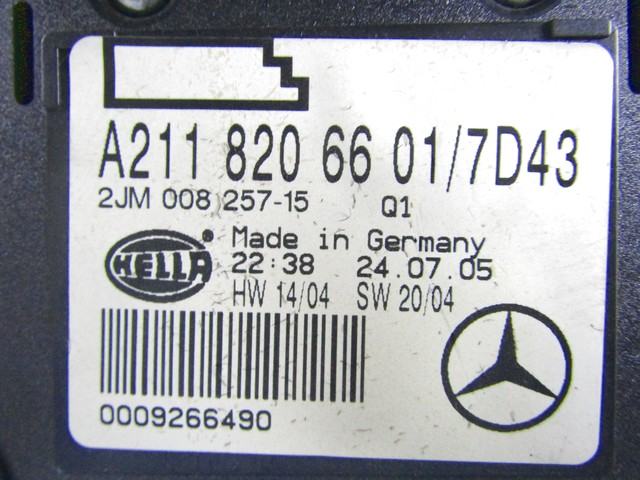 A211 820 66 01/7D43
2JM 008 257-15 Q1
HELLA Made in Germany
22:38 24.07.05
HW 14/04 SW 20/04
0009266490